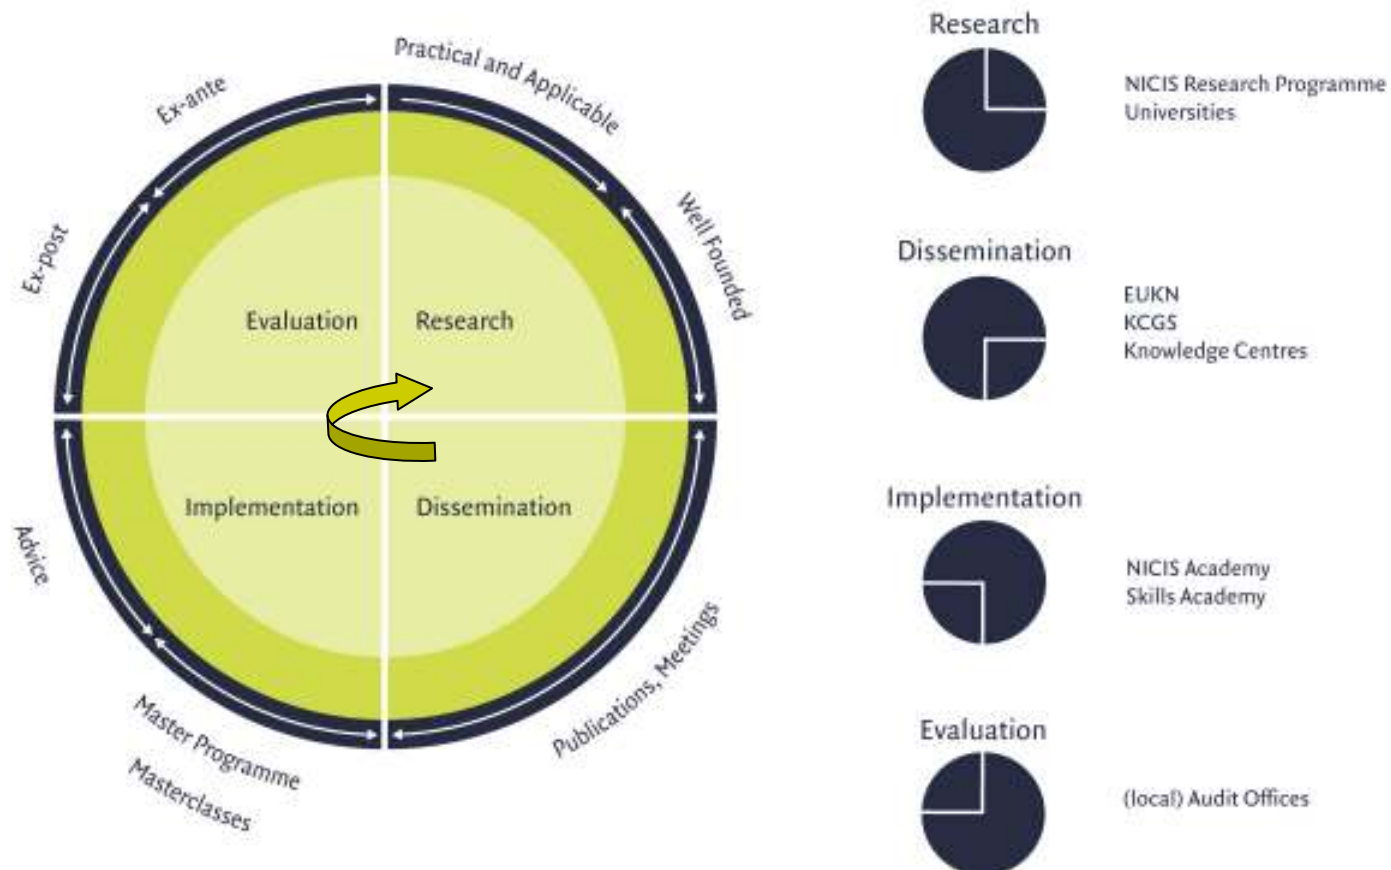 Practical and Applicable
Ex-ante
Well Founded
Ex-post
Evaluation
Research
Implementation
Dissemination
Advice
Publications, Meetings
Master Programme
Masterclasses
Research
NICIS Research Programme
Universities
Dissemination
EUKN
KCGS
Knowledge Centres
Implementation
NICIS Academy
Skills Academy
Evaluation
(local) Audit Offices